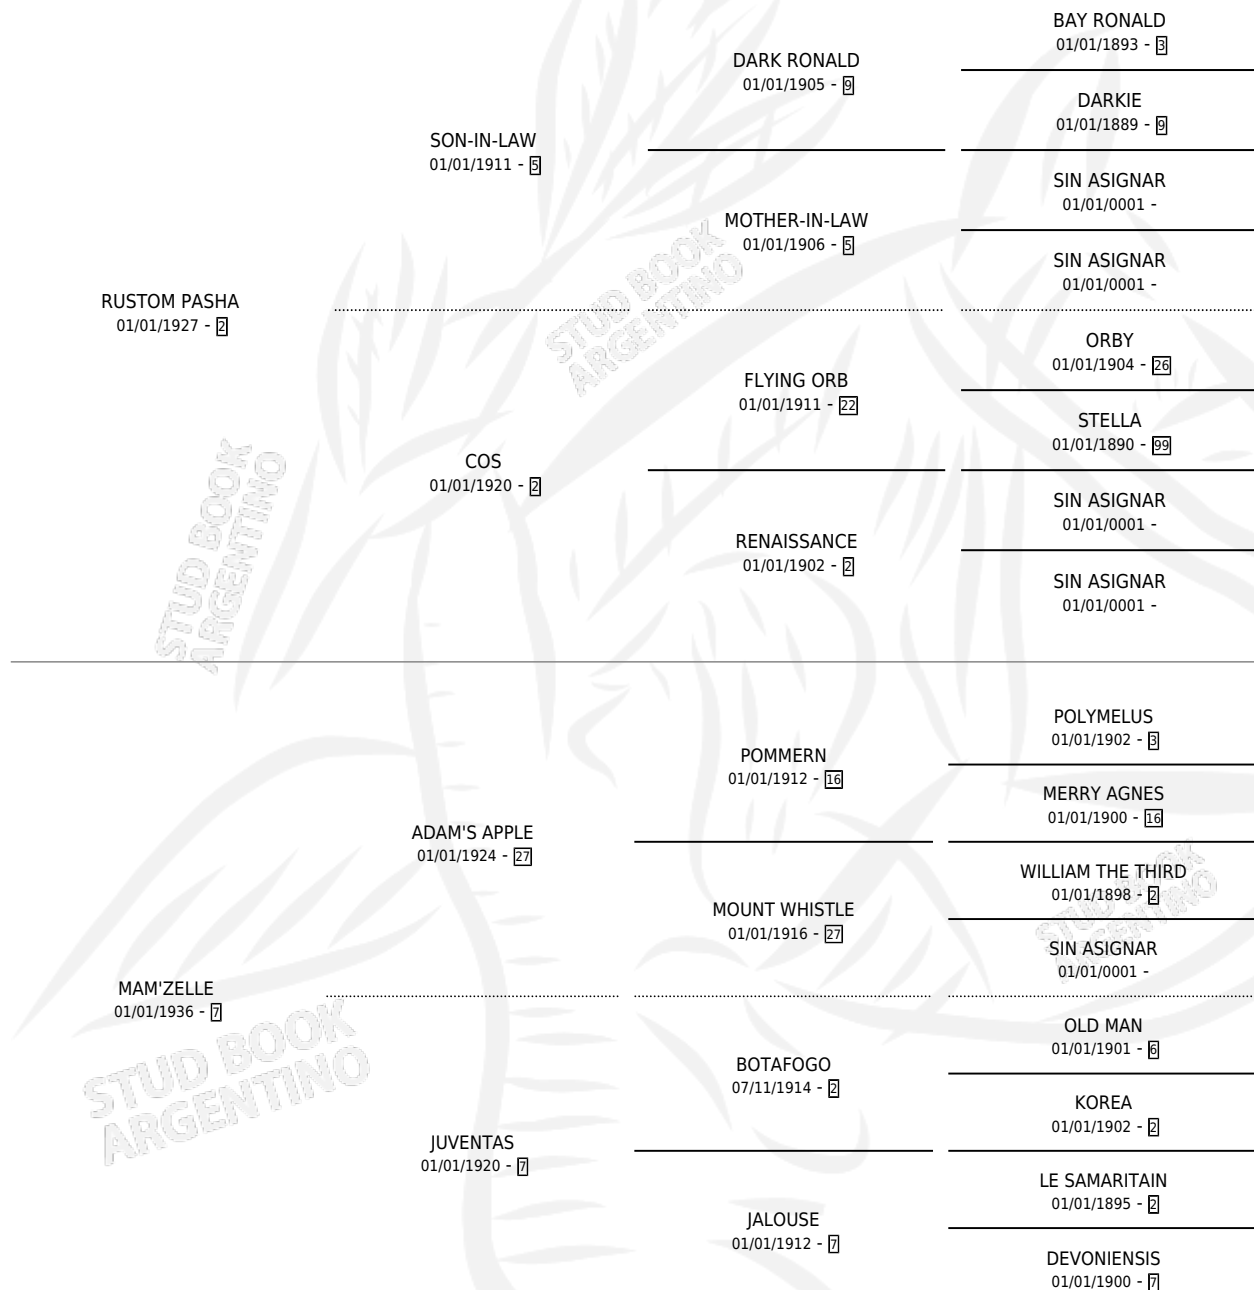 BAY RONALD
01/01/1893 - 3
DARK RONALD
01/01/1905 - 9
DARKIE
01/01/1889 - 9
SON-IN-LAW
01/01/1911 - 5
SIN ASIGNAR
01/01/0001 -
MOTHER-IN-LAW
01/01/1906 - 5
SIN ASIGNAR
01/01/0001 -
RUSTOM PASHA
01/01/1927 - 2
STUD BOOK
ARGENTINO
ORBY
01/01/1904 - 26
FLYING ORB
01/01/1911 - 22
STELLA
01/01/1890 - 99
COS
01/01/1920 - 2
SIN ASIGNAR
01/01/0001 -
RENAISSANCE
01/01/1902 - 2
SIN ASIGNAR
01/01/0001 -
STUD BOOK
ARGENTINO
POLYMELUS
01/01/1902 - 3
POMMERN
01/01/1912 - 16
MERRY AGNES
01/01/1900 - 16
ADAM'S APPLE
01/01/1924 - 27
WILLIAM THE THIRD
01/01/1898 - 2
MOUNT WHISTLE
01/01/1916 - 27
STUD BOOK
ARGENTINO
SIN ASIGNAR
01/01/0001 -
MAM'ZELLE
01/01/1936 - 7
STUD BOOK
ARGENTINO
OLD MAN
01/01/1901 - 6
BOTAFOGO
07/11/1914 - 2
KOREA
01/01/1902 - 2
JUVENTAS
01/01/1920 - 7
LE SAMARITAIN
01/01/1895 - 2
JALOUSE
01/01/1912 - 7
DEVONIENSIS
01/01/1900 - 7